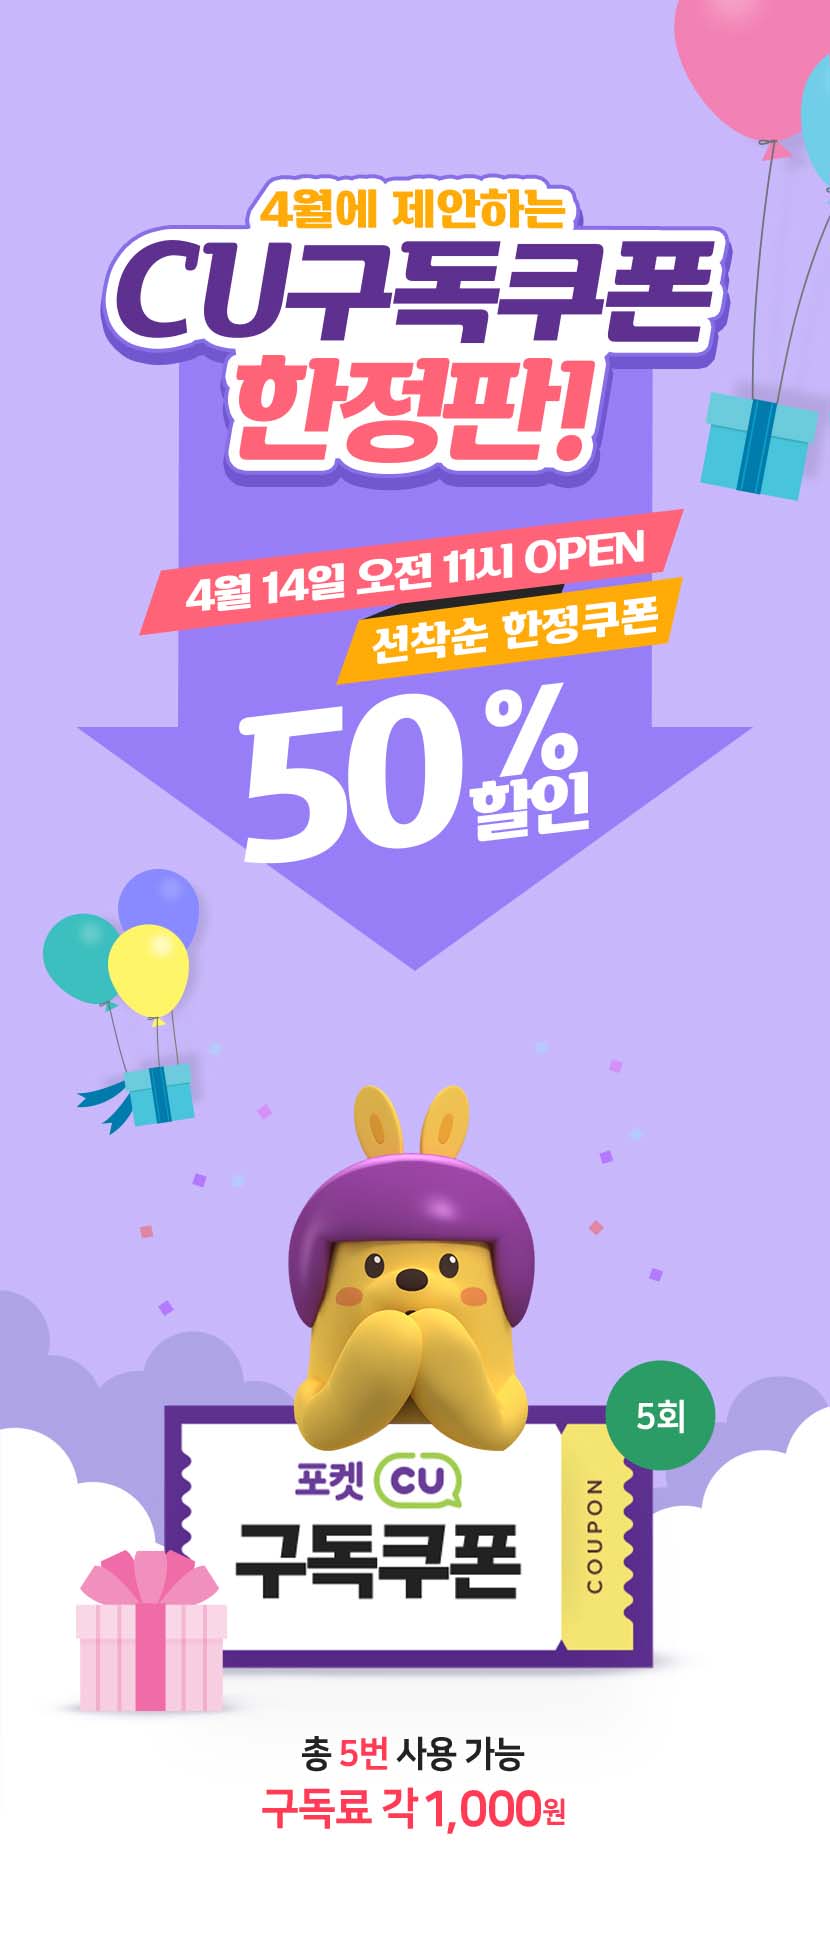 4월에 제안하는
CU구독쿠폰
한정판!
4월 14일 오전 11시 OPEN
선착순 한정쿠폰
50%
할인
5회
포켓 CU
구독쿠폰
COUPON
총 5번 사용 가능
구독료 각 1,000원